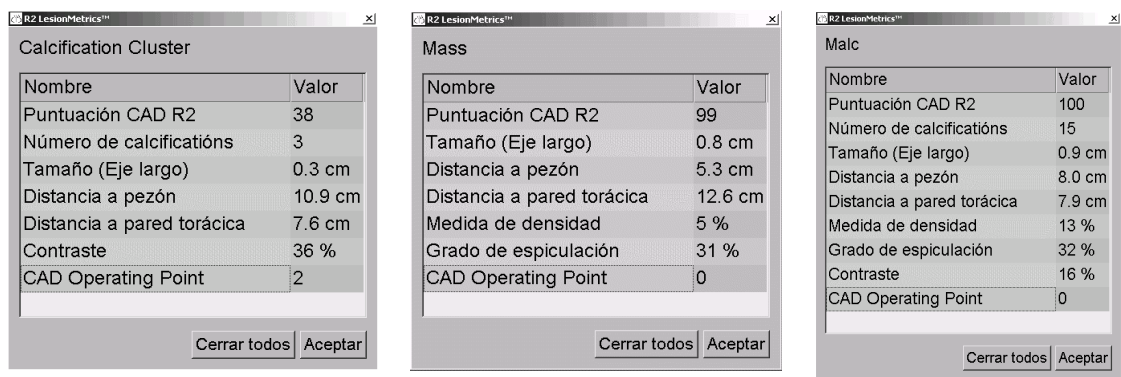 R2 LesionMetrics™
Calcification Cluster
Nombre Valor
Puntuación CAD R2 38
Número de calcificatións 3
Tamaño (Eje largo) 0.3 cm
Distancia a pezón 10.9 cm
Distancia a pared torácica 7.6 cm
Contraste 36 %
CAD Operating Point 2
Cerrar todos Aceptar
R2 LesionMetrics™
Mass
Nombre Valor
Puntuación CAD R2 99
Tamaño (Eje largo) 0.8 cm
Distancia a pezón 5.3 cm
Distancia a pared torácica 12.6 cm
Medida de densidad 5 %
Grado de espiculación 31 %
CAD Operating Point 0
Cerrar todos Aceptar
R2 LesionMetrics™
Malc
Nombre Valor
Puntuación CAD R2 100
Número de calcificatións 15
Tamaño (Eje largo) 0.9 cm
Distancia a pezón 8.0 cm
Distancia a pared torácica 7.9 cm
Medida de densidad 13 %
Grado de espiculación 32 %
Contraste 16 %
CAD Operating Point 0
Cerrar todos Aceptar